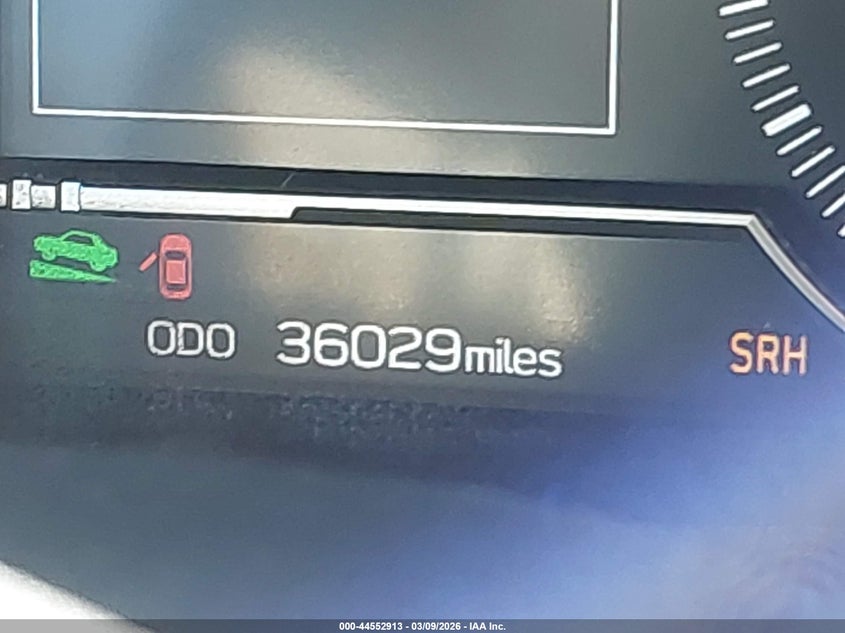 ODO 36029miles SRH
000-44552913 - 03/09/2026 - IAA Inc.